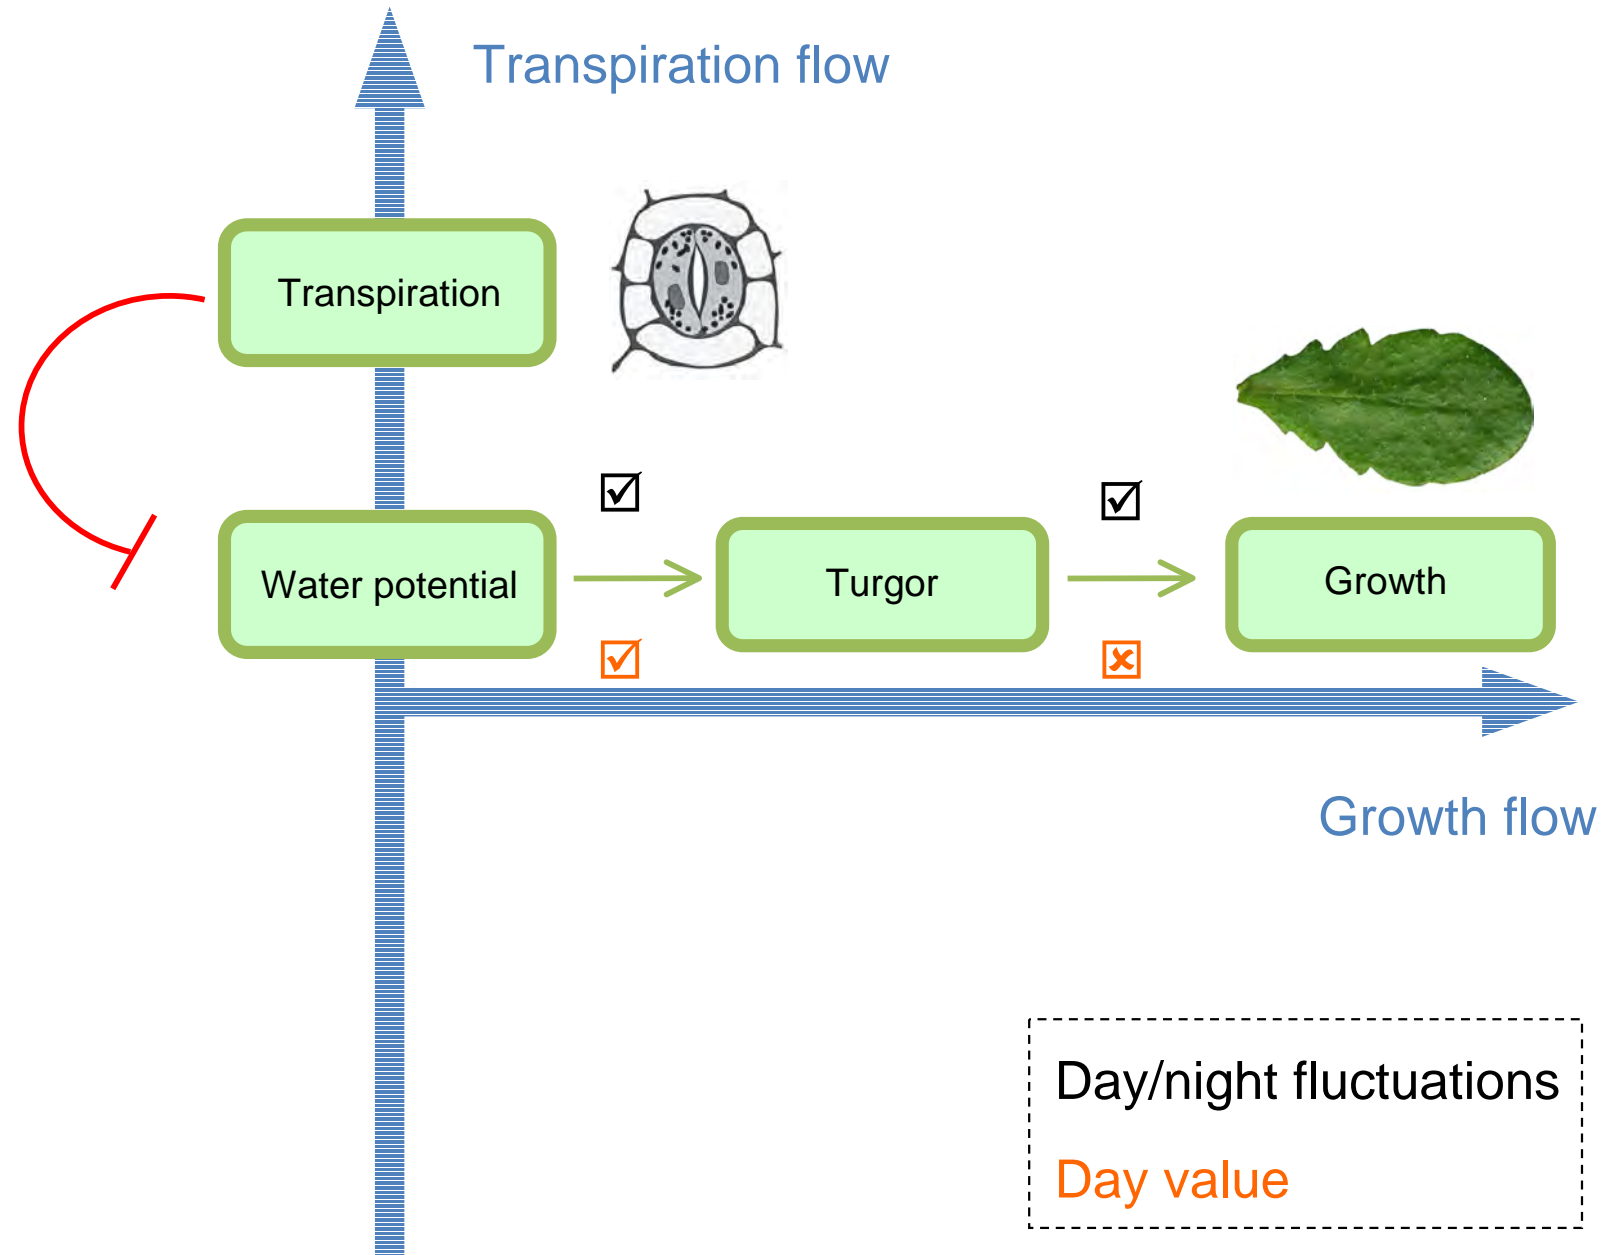 Transpiration flow
Transpiration
Water potential
Turgor
Growth
Growth flow
Day/night fluctuations
Day value